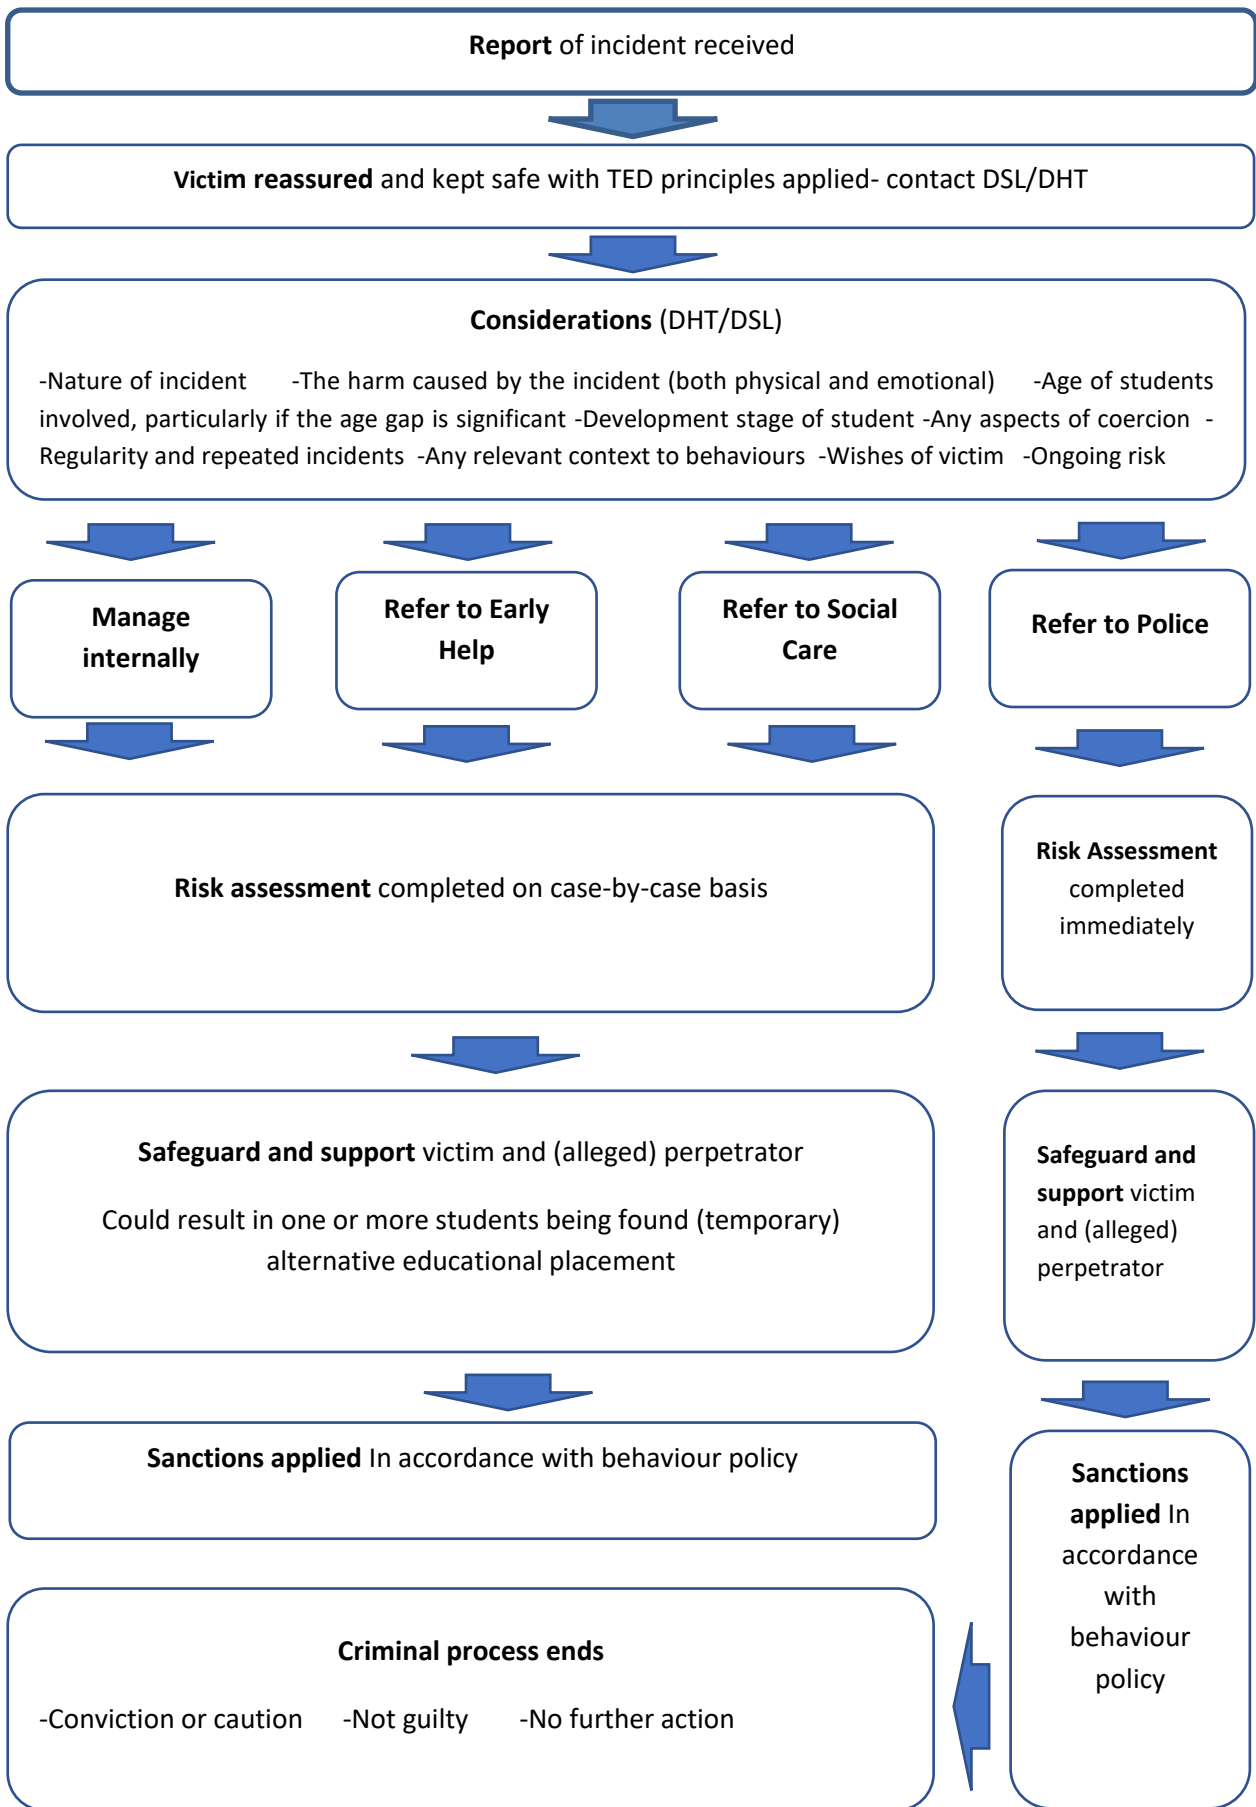 Report of incident received
Victim reassured and kept safe with TED principles applied- contact DSL/DHT
Considerations (DHT/DSL)
-Nature of incident -The harm caused by the incident (both physical and emotional) -Age of students
involved, particularly if the age gap is significant -Development stage of student -Any aspects of coercion -
Regularity and repeated incidents -Any relevant context to behaviours -Wishes of victim -Ongoing risk
Manage
internally
Refer to Early
Help
Refer to Social
Care
Refer to Police
Risk assessment completed on case-by-case basis
Risk Assessment
completed
immediately
Safeguard and support victim and (alleged) perpetrator
Could result in one or more students being found (temporary)
alternative educational placement
Safeguard and
support victim
and (alleged)
perpetrator
Sanctions applied In accordance with behaviour policy
Sanctions
applied In
accordance
with
behaviour
policy
Criminal process ends
-Conviction or caution -Not guilty -No further action